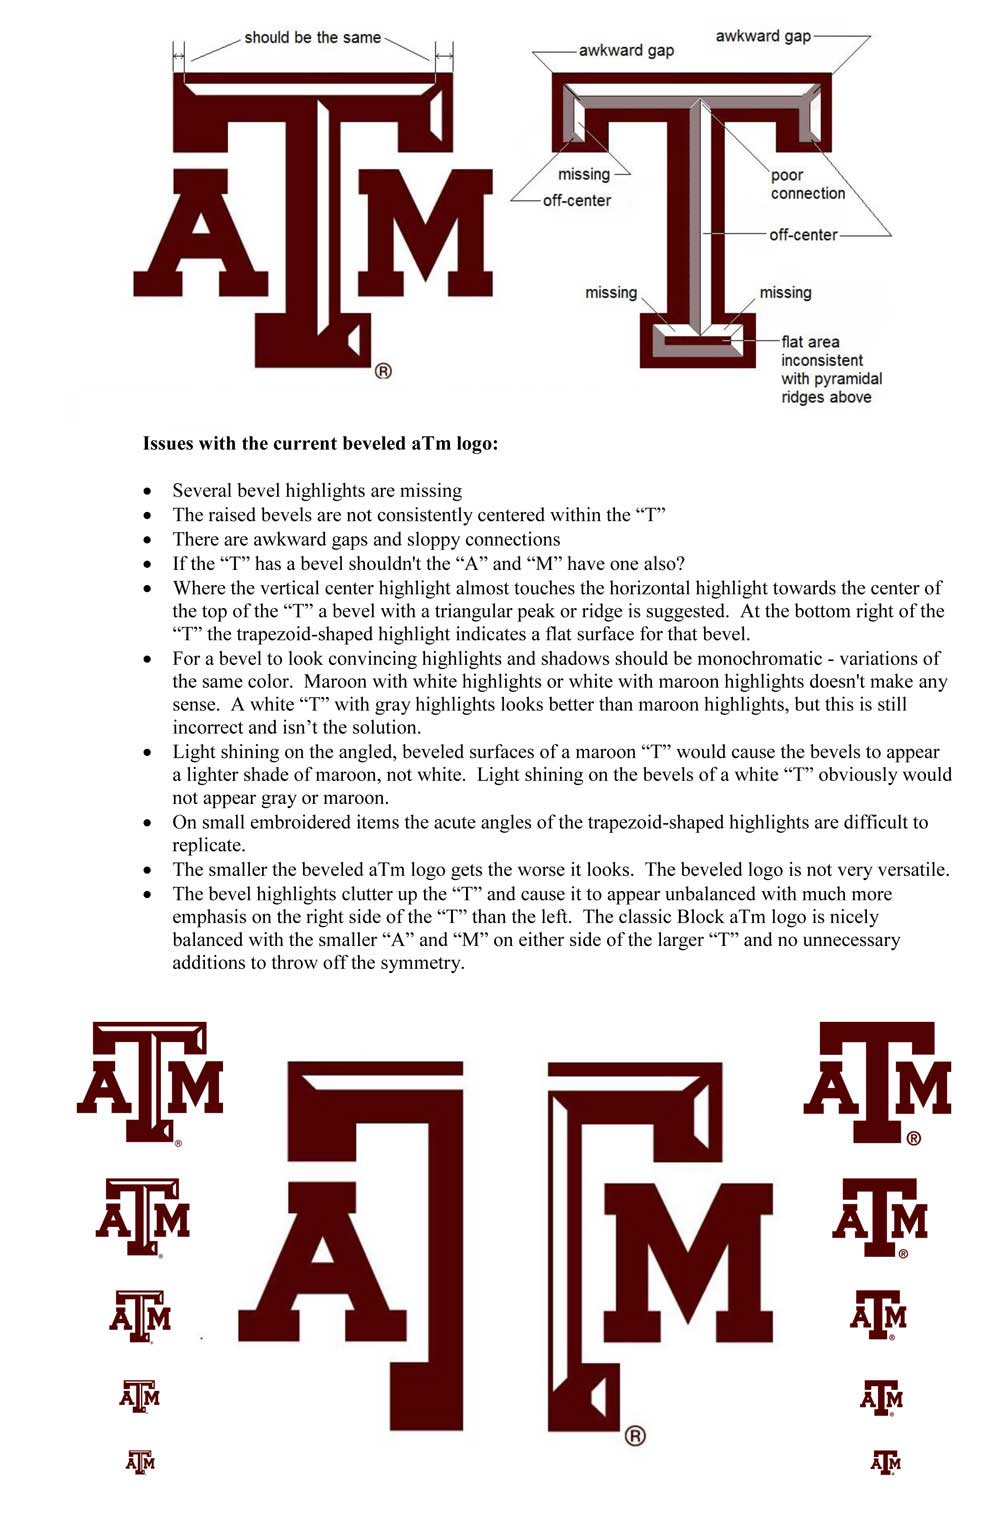 should be the same
awkward gap
awkward gap
missing
off-center
poor
connection
off-center
missing
missing
flat area
inconsistent
with pyramidal
ridges above
ATM®
Issues with the current beveled aTm logo:
• Several bevel highlights are missing
• The raised bevels are not consistently centered within the “T”
• There are awkward gaps and sloppy connections
• If the “T” has a bevel shouldn't the “A” and “M” have one also?
• Where the vertical center highlight almost touches the horizontal highlight towards the center of
the top of the “T” a bevel with a triangular peak or ridge is suggested.  At the bottom right of the
“T” the trapezoid-shaped highlight indicates a flat surface for that bevel.
• For a bevel to look convincing highlights and shadows should be monochromatic - variations of
the same color.  Maroon with white highlights or white with maroon highlights doesn't make any
sense.  A white “T” with gray highlights looks better than maroon highlights, but this is still
incorrect and isn’t the solution.
• Light shining on the angled, beveled surfaces of a maroon “T” would cause the bevels to appear
a lighter shade of maroon, not white.  Light shining on the bevels of a white “T” obviously would
not appear gray or maroon.
• On small embroidered items the acute angles of the trapezoid-shaped highlights are difficult to
replicate.
• The smaller the beveled aTm logo gets the worse it looks.  The beveled logo is not very versatile.
• The bevel highlights clutter up the “T” and cause it to appear unbalanced with much more
emphasis on the right side of the “T” than the left.  The classic Block aTm logo is nicely
balanced with the smaller “A” and “M” on either side of the larger “T” and no unnecessary
additions to throw off the symmetry.
ATM®
ATM®
ATM
ATM
ATM
A M®
ATM®
ATM®
ATM®
ATM
ATM